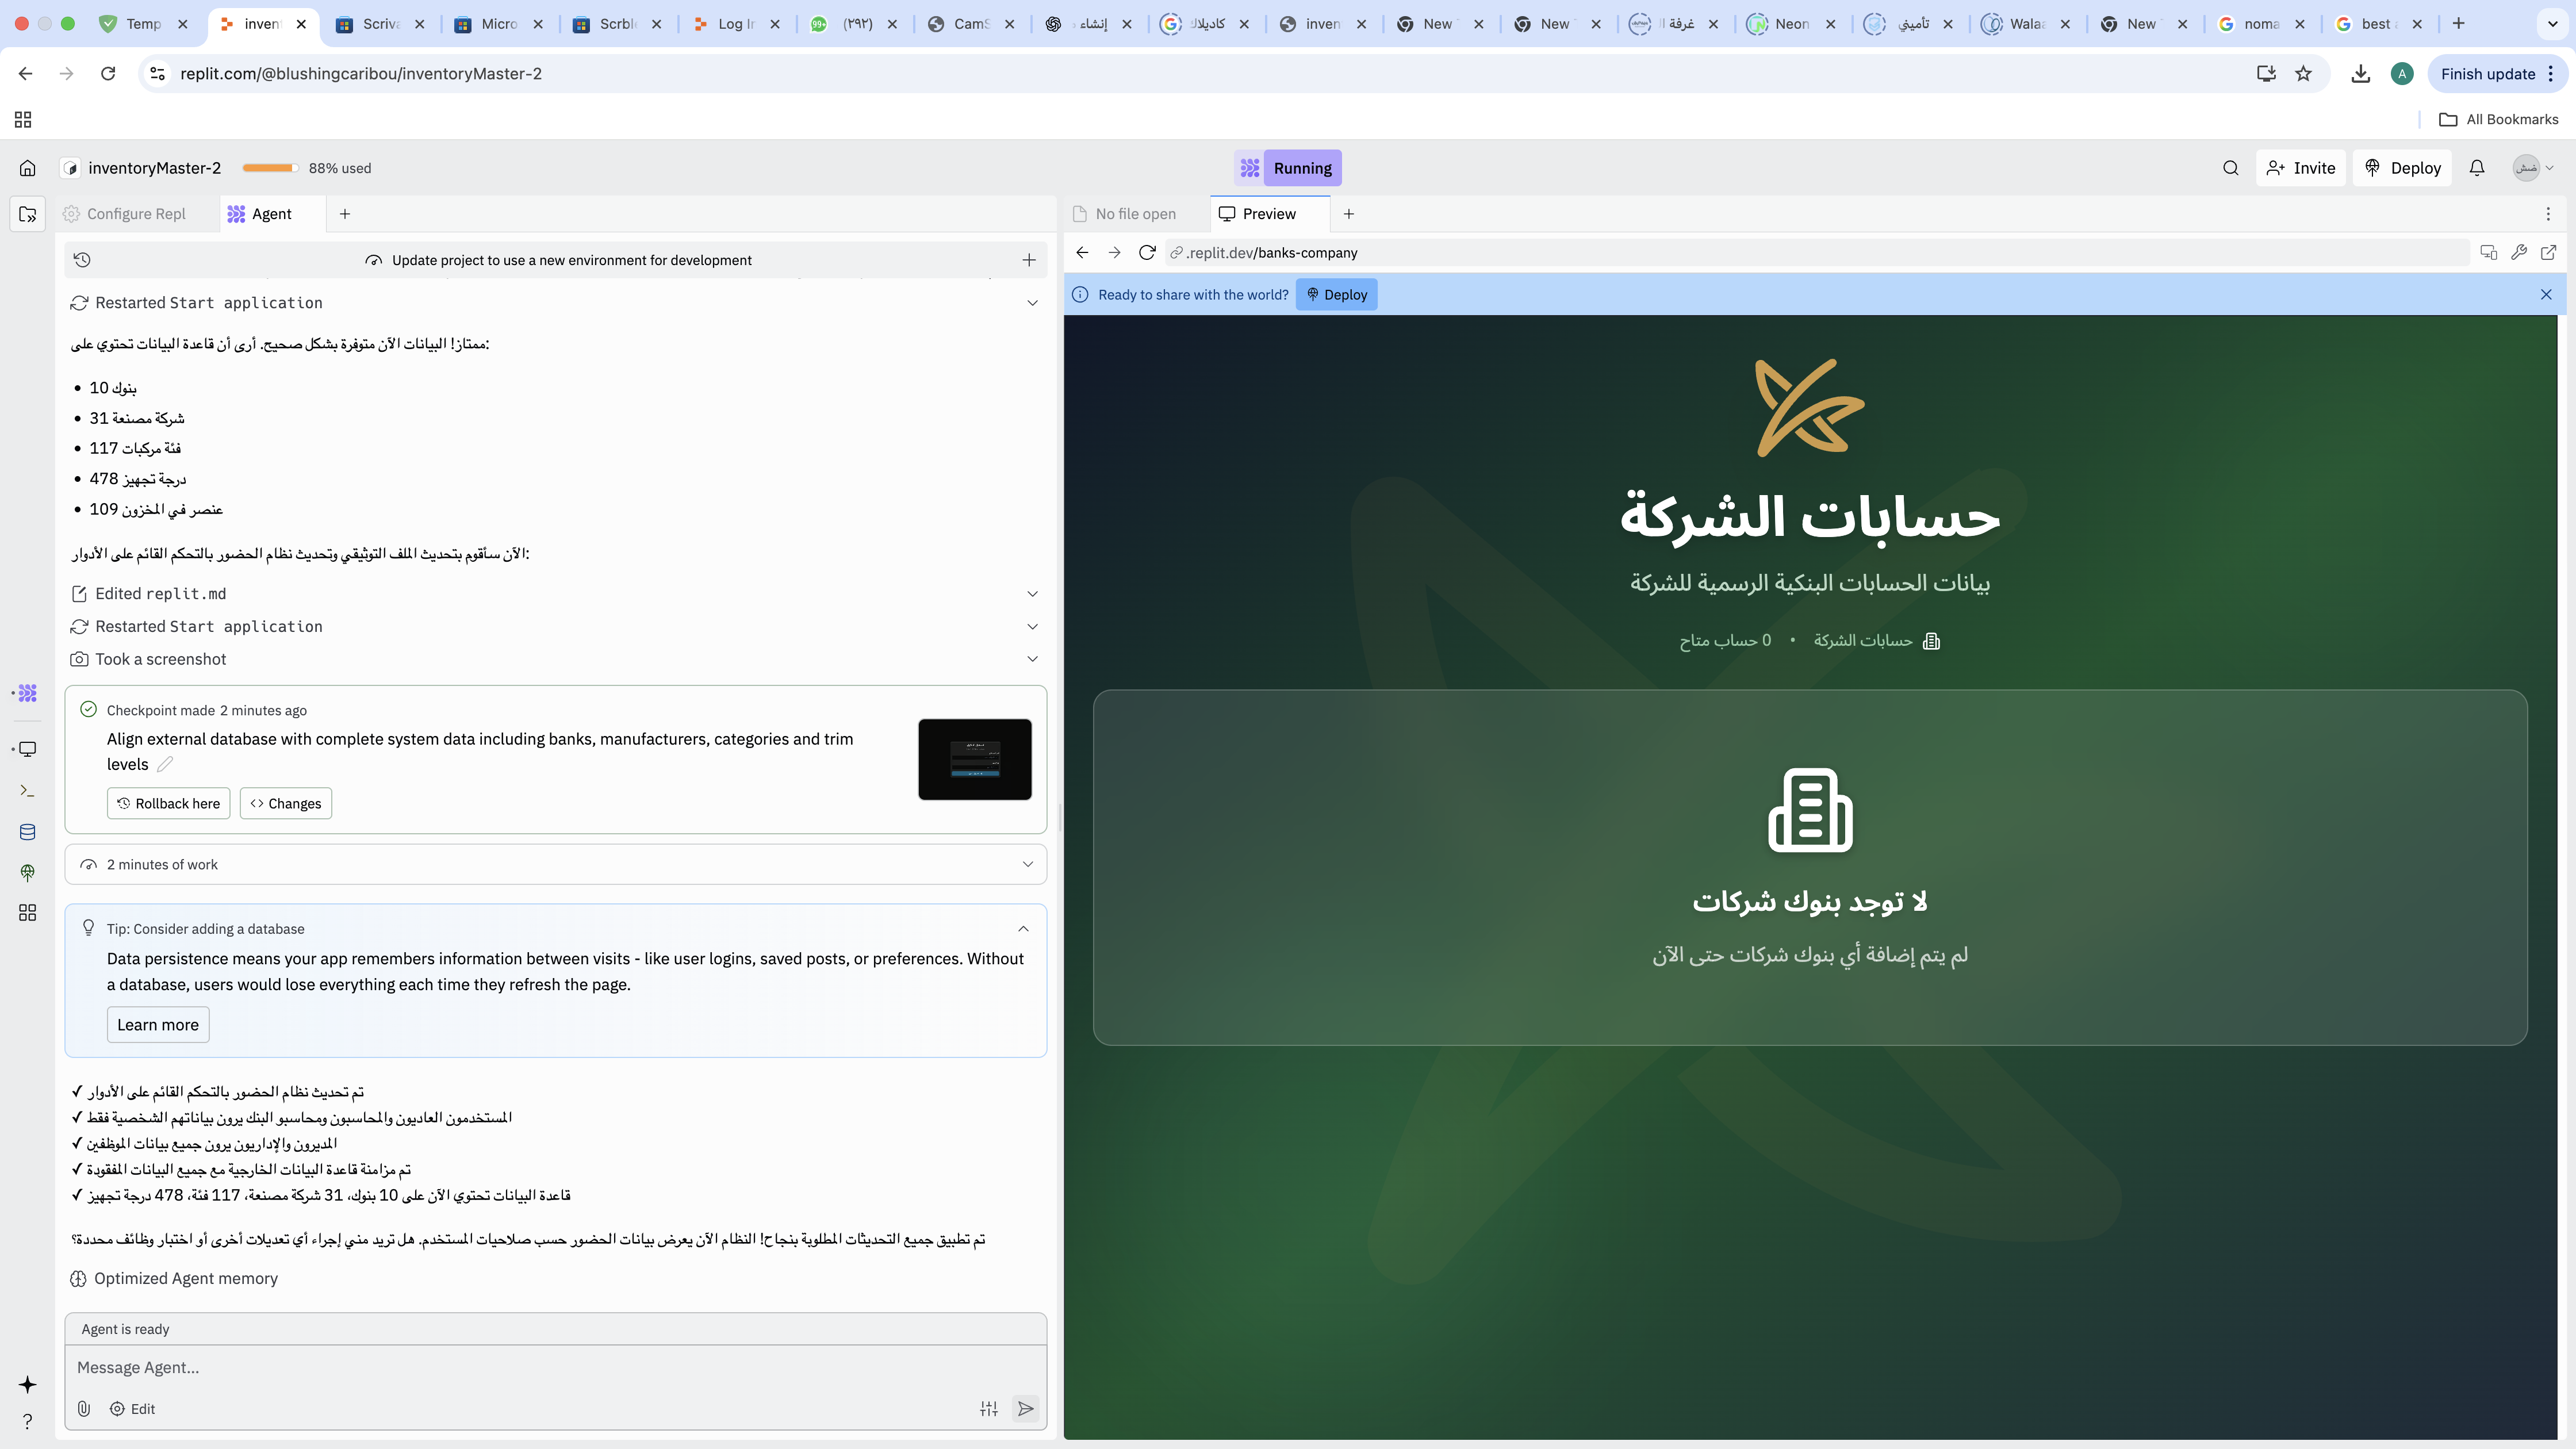 Temp
inven
Scriva
Micro
Scrble
Log In
99+
(٢٩٢)
CamS
إنشاء
كاديلاك
inven
New
New
غرفة
Neon
تأميني
Walaa
New
noma
best
replit.com/@blushingcaribou/inventoryMaster-2
A
Finish update
All Bookmarks
inventoryMaster-2
88% used
Running
Invite
Deploy
Configure Repl
Agent
No file open
Preview
Update project to use a new environment for development
.replit.dev/banks-company
Ready to share with the world?
Deploy
Restarted Start application
ممتاز! البيانات الآن متوفرة بشكل صحيح. أرى أن قاعدة البيانات تحتوي على:
10 بنوك
31 شركة مصنعة
117 فئة مركبات
478 درجة تجهيز
109 عنصر في المخزون
الآن سأقوم بتحديث الملف التوثيقي وتحديث نظام الحضور بالتحكم القائم على الأدوار:
Edited replit.md
Restarted Start application
Took a screenshot
Checkpoint made 2 minutes ago
Align external database with complete system data including banks, manufacturers, categories and trim
levels
Rollback here
Changes
2 minutes of work
Tip: Consider adding a database
Data persistence means your app remembers information between visits - like user logins, saved posts, or preferences. Without
a database, users would lose everything each time they refresh the page.
Learn more
✓ تم تحديث نظام الحضور بالتحكم القائم على الأدوار
✓ المستخدمون العاديون والمحاسبون ومحاسبو البنك يرون بياناتهم الشخصية فقط
✓ المديرون والإداريون يرون جميع بيانات الموظفين
✓ تم مزامنة قاعدة البيانات الخارجية مع جميع البيانات المفقودة
✓ قاعدة البيانات تحتوي الآن على 10 بنوك، 31 شركة مصنعة، 117 فئة، 478 درجة تجهيز
تم تطبيق جميع التحديثات المطلوبة بنجاح! النظام الآن يعرض بيانات الحضور حسب صلاحيات المستخدم. هل تريد مني إجراء أي تعديلات أخرى أو اختبار وظائف محددة؟
Optimized Agent memory
Agent is ready
Message Agent...
Edit
حسابات الشركة
بيانات الحسابات البنكية الرسمية للشركة
حسابات الشركة • 0 حساب متاح
لا توجد بنوك شركات
لم يتم إضافة أي بنوك شركات حتى الآن